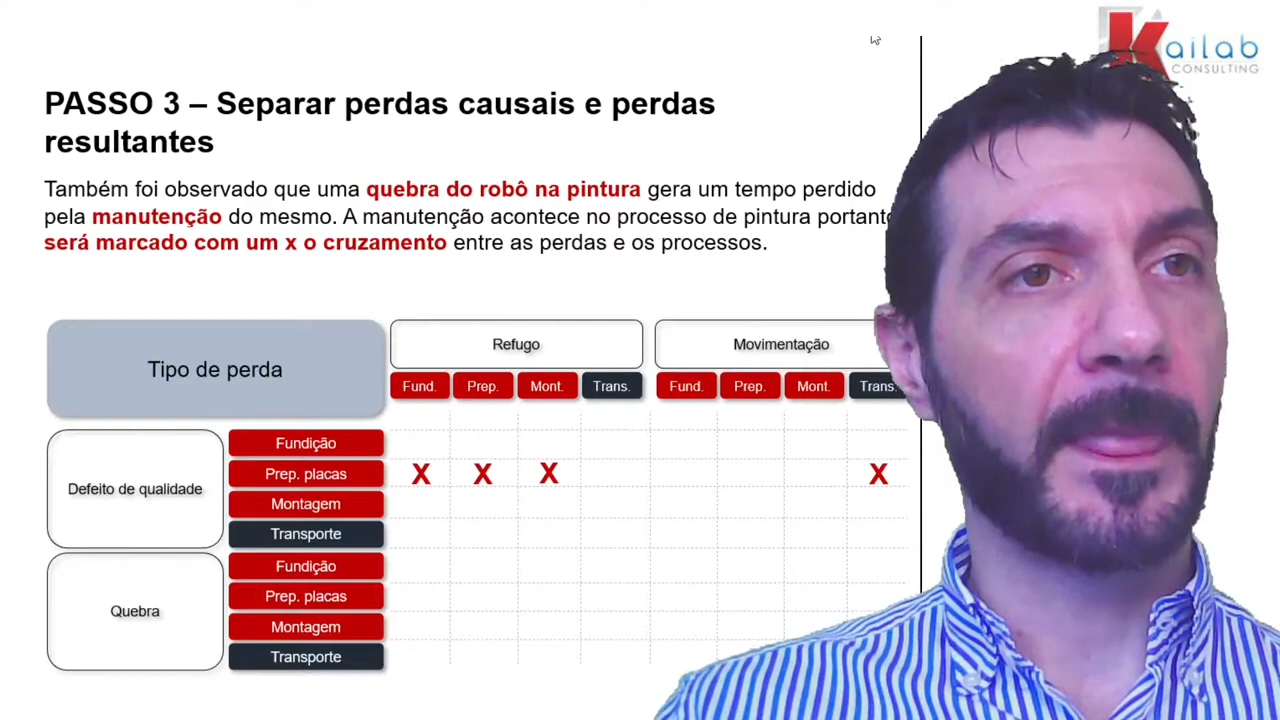 Kailab
CONSULTING
PASSO 3 – Separar perdas causais e perdas
resultantes
Também foi observado que uma quebra do robô na pintura gera um tempo perdido
pela manutenção do mesmo. A manutenção acontece no processo de pintura portanto
será marcado com um x o cruzamento entre as perdas e os processos.
Tipo de perda
Refugo
Movimentação
Fund. Prep. Mont. Trans. Fund. Prep. Mont. Trans.
Defeito de qualidade
Fundição
Prep. placas X X X X
Montagem
Transporte
Quebra
Fundição
Prep. placas
Montagem
Transporte